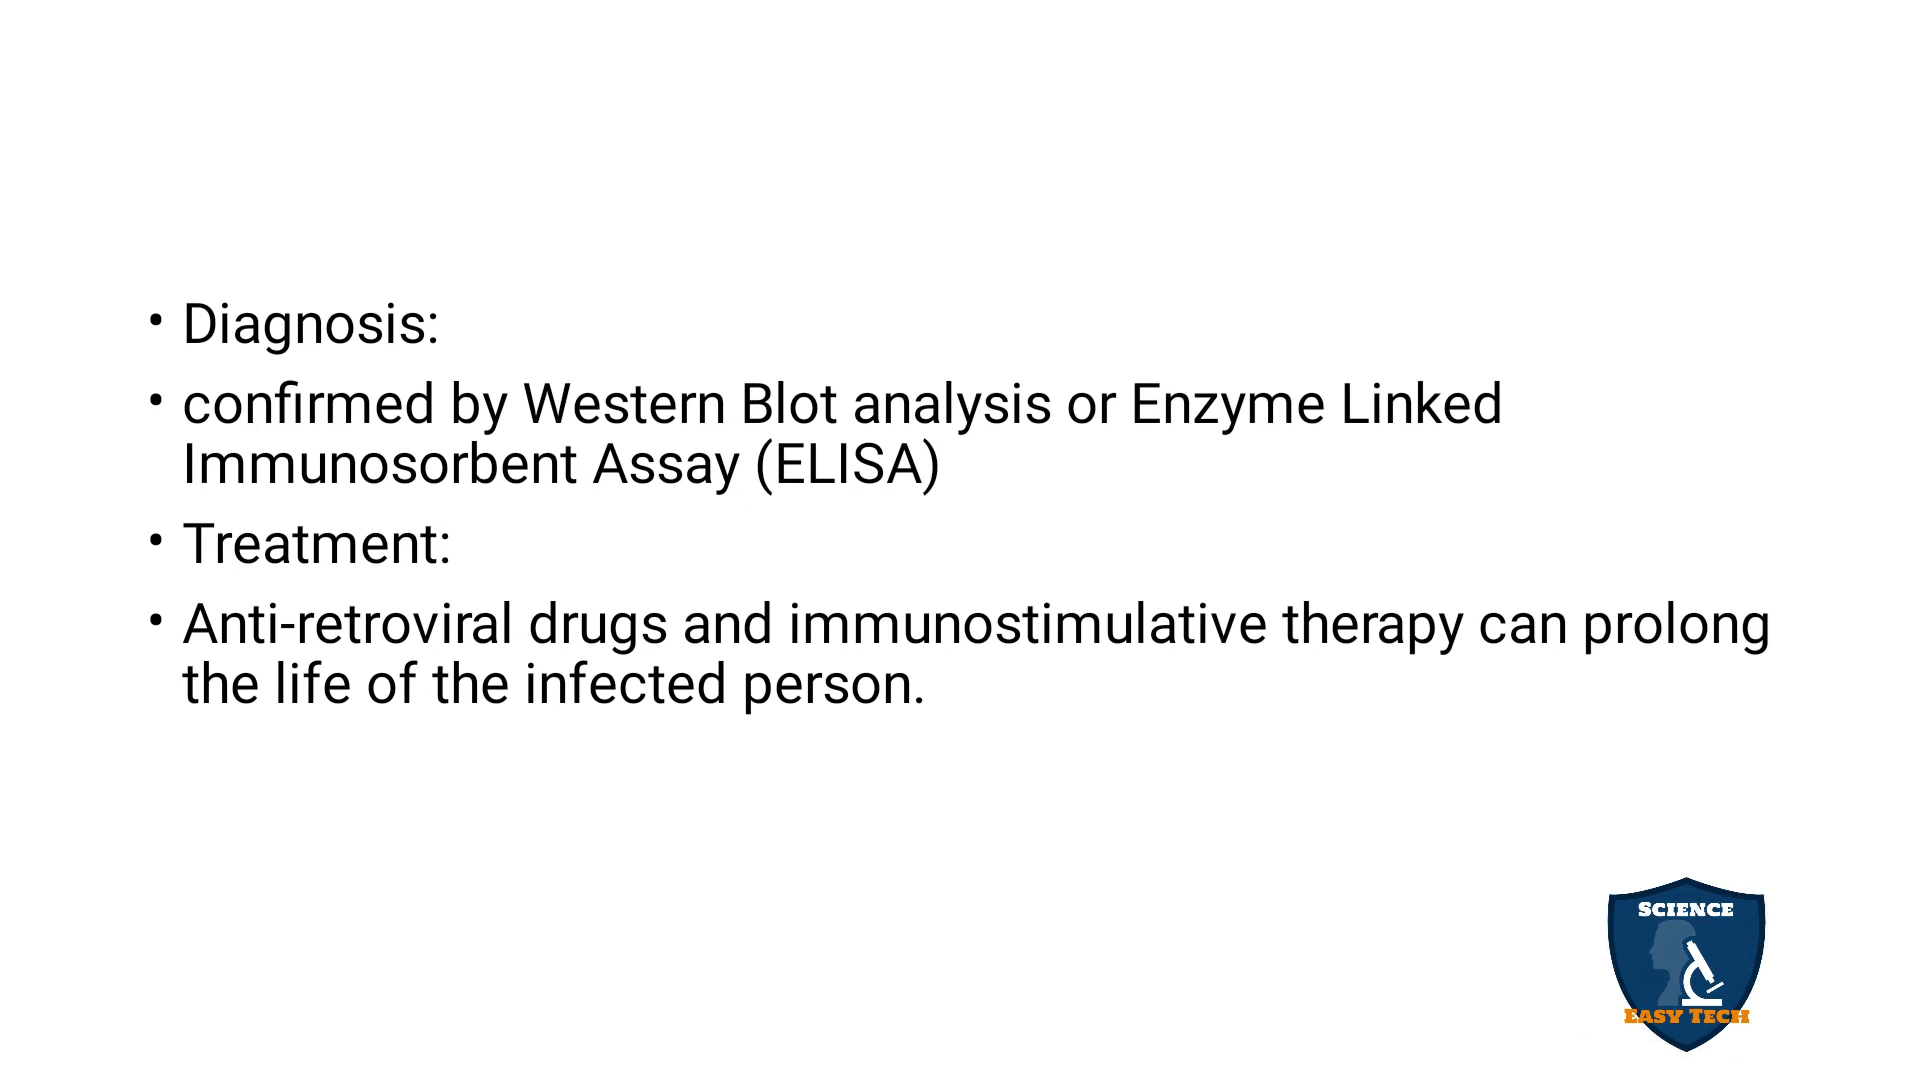 • Diagnosis:
• confirmed by Western Blot analysis or Enzyme Linked
Immunosorbent Assay (ELISA)
• Treatment:
• Anti-retroviral drugs and immunostimulative therapy can prolong
the life of the infected person.
SCIENCE
EASY TECH